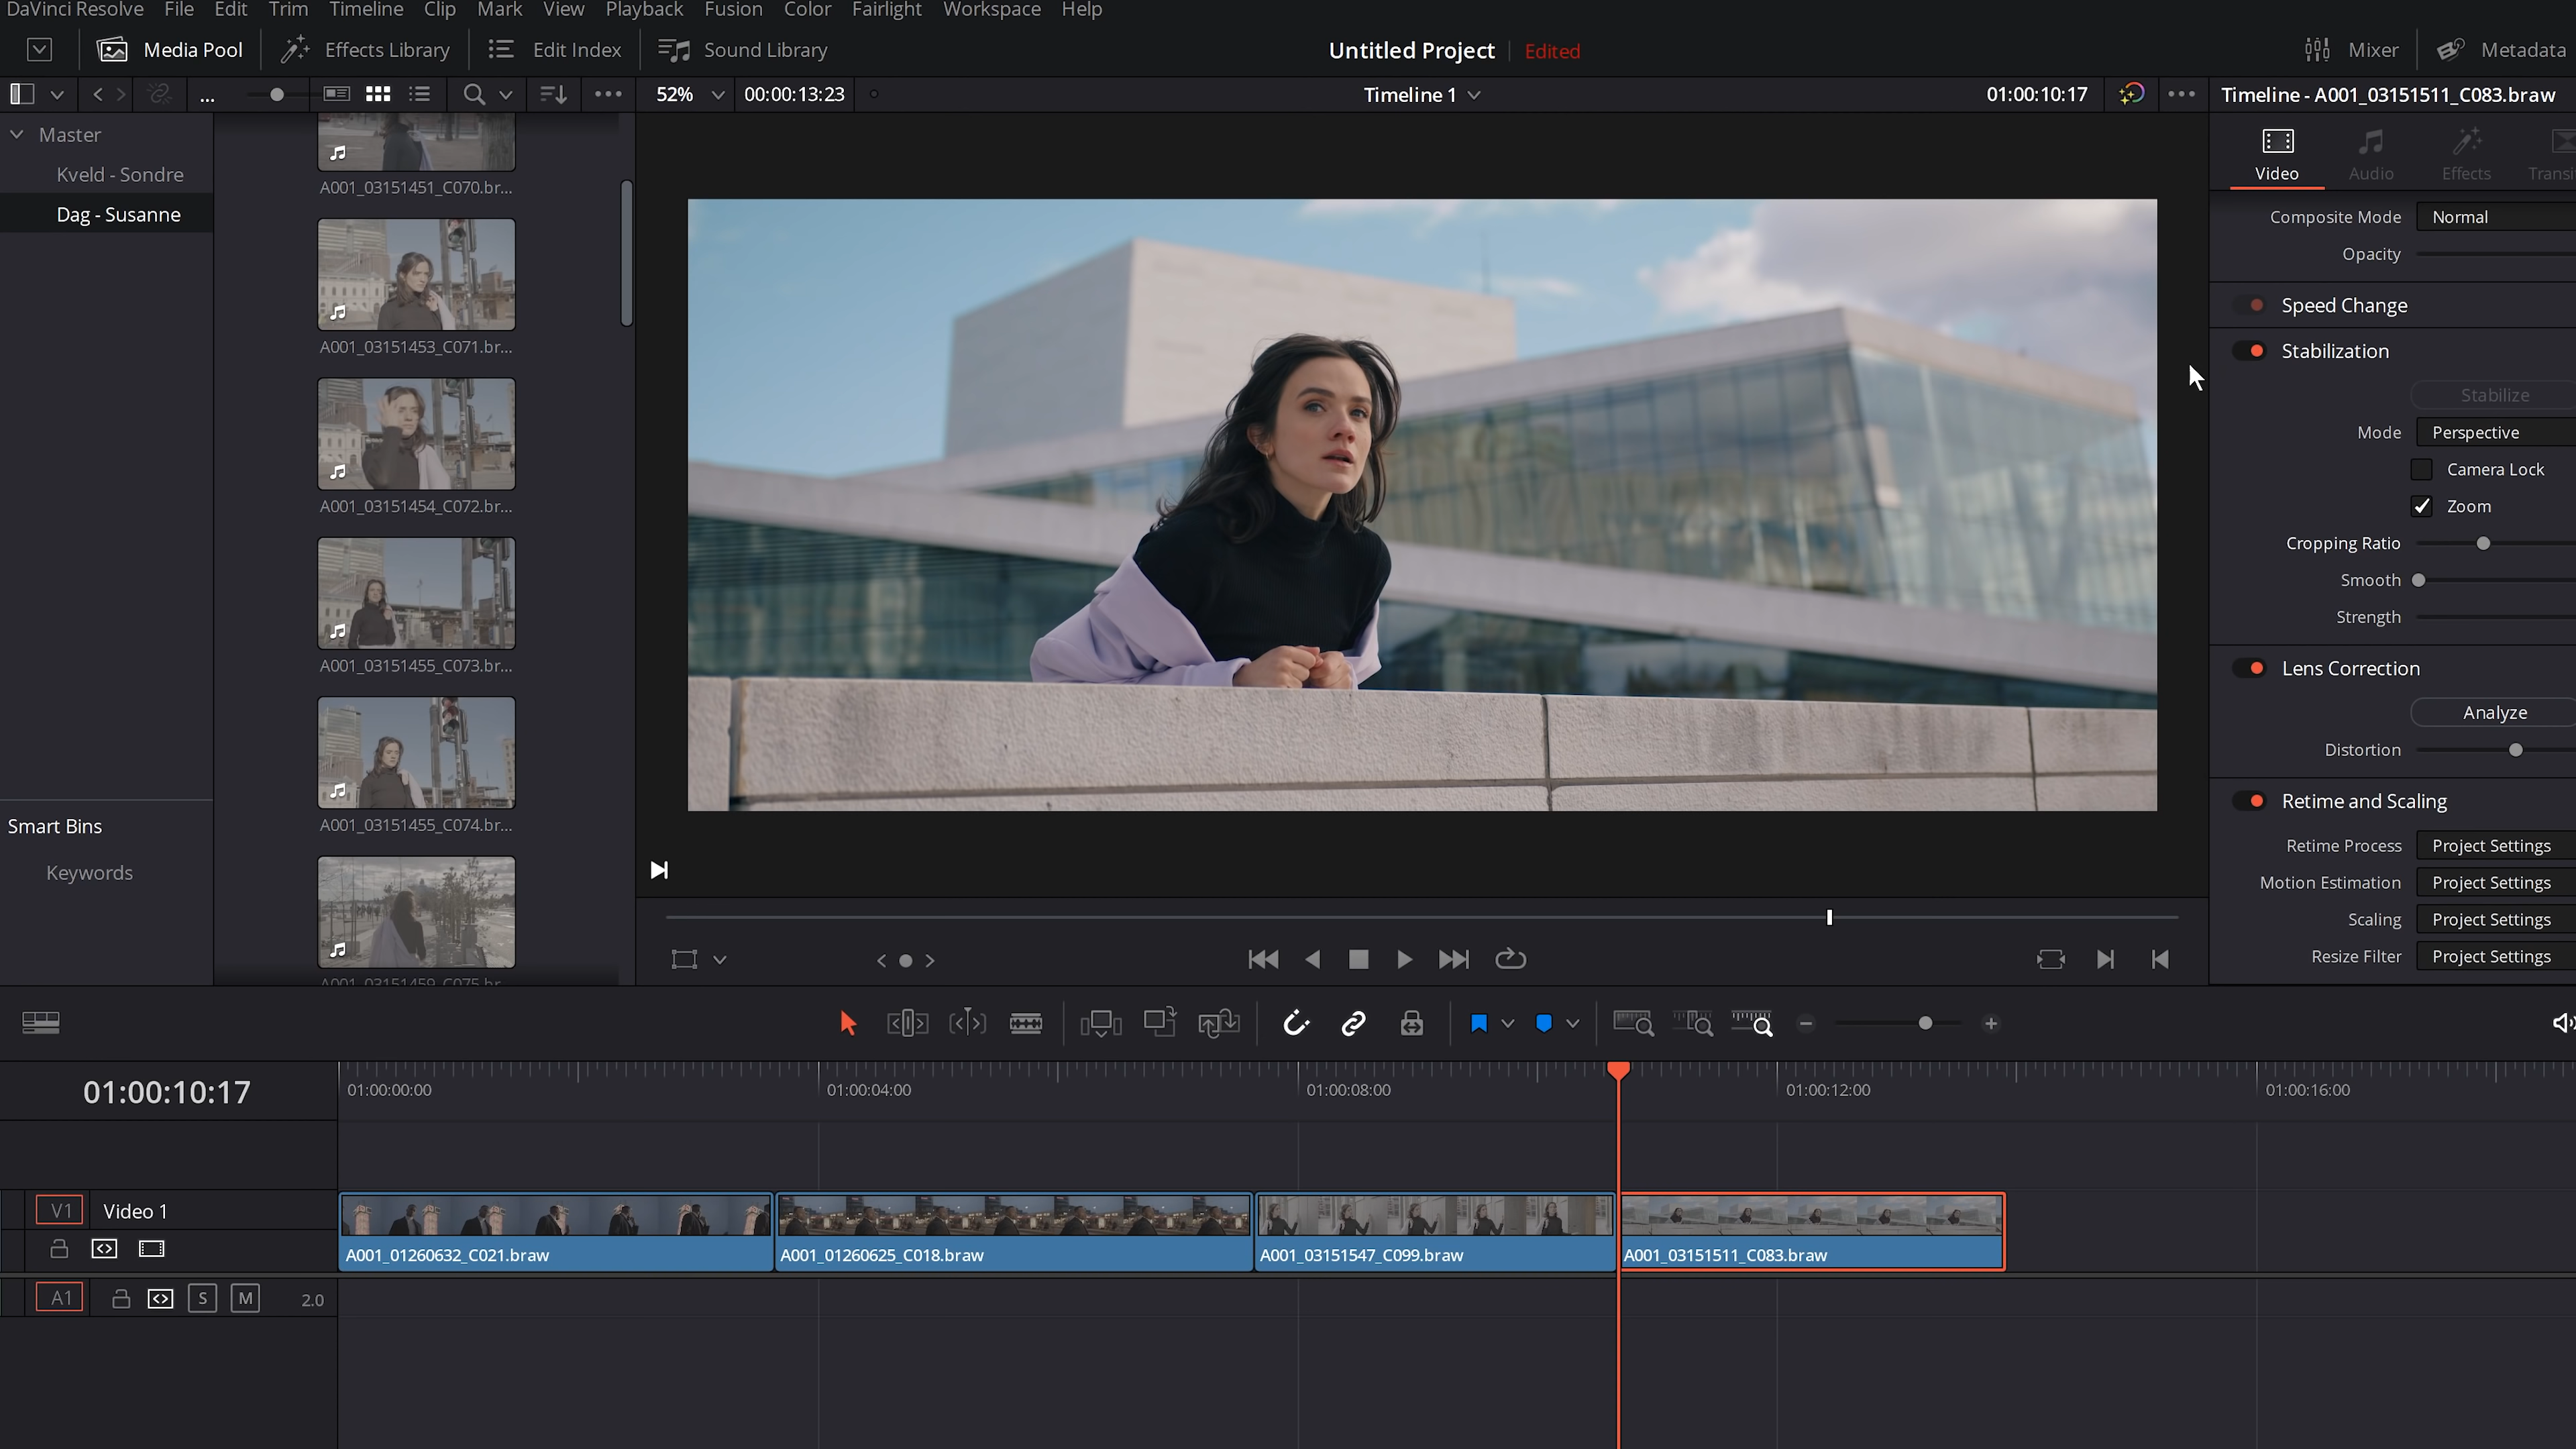 DaVinci Resolve File Edit Trim Timeline Clip Mark View Playback Fusion Color Fairlight Workspace Help
Media Pool Effects Library Edit Index Sound Library Untitled Project Edited Mixer Metadata
... 52% 00:00:13:23 Timeline 1 01:00:10:17 Timeline - A001_03151511_C083.braw
Master
Kveld - Sondre
Dag - Susanne
Smart Bins
Keywords
A001_03151451_C070.br...
A001_03151453_C071.br...
A001_03151454_C072.br...
A001_03151455_C073.br...
A001_03151455_C074.br...
A001_03151459_C075.br...
Video Audio Effects
Composite Mode Normal
Opacity
Speed Change
Stabilization
Stabilize
Mode Perspective
Camera Lock
Zoom
Cropping Ratio
Smooth
Strength
Lens Correction
Analyze
Distortion
Retime and Scaling
Retime Process Project Settings
Motion Estimation Project Settings
Scaling Project Settings
Resize Filter Project Settings
01:00:10:17 01:00:00:00 01:00:04:00 01:00:08:00 01:00:12:00 01:00:16:00
V1 Video 1
A001_01260632_C021.braw A001_01260625_C018.braw A001_03151547_C099.braw A001_03151511_C083.braw
A1 S M 2.0